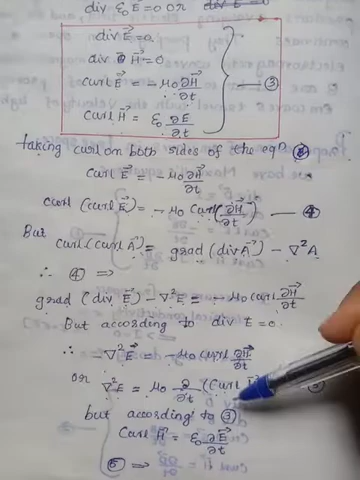 div ε₀E = 0 or
div E⃗ = 0
div H⃗ = 0
curl E⃗ = -μ₀ ∂H⃗/∂t
curl H⃗ = ε₀ ∂E⃗/∂t — ③
taking curl on both sides of the eqn
curl E⃗ = -μ₀ ∂H⃗/∂t
curl (curl E⃗) = -μ₀ curl (∂H⃗/∂t) — ④
But curl (curl A⃗) = grad (div A⃗) - ∇²A
∴ ④ ⇒
grad (div E⃗) - ∇²E = -μ₀ curl ∂H⃗/∂t
But according to div E = 0.
∴ ∇²E⃗ = -μ₀ curl ∂H⃗/∂t
or ∇²E = μ₀ ∂/∂t (curl H⃗)
but according to ③
Curl H⃗ = ε₀ ∂E⃗/∂t
⑤ ⇒